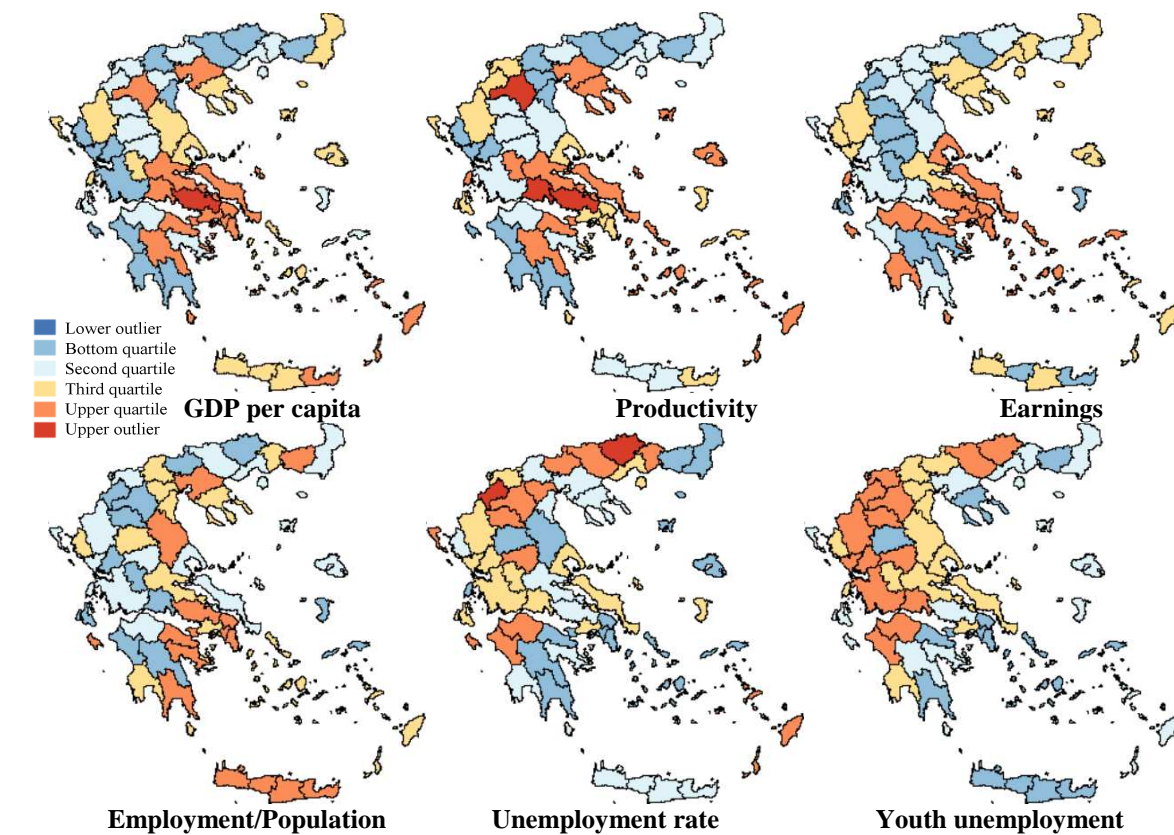 Lower outlier
Bottom quartile
Second quartile
Third quartile
Upper quartile
Upper outlier
GDP per capita
Productivity
Earnings
Employment/Population
Unemployment rate
Youth unemployment